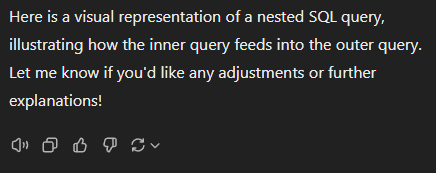 Here is a visual representation of a nested SQL query,
illustrating how the inner query feeds into the outer query.
Let me know if you'd like any adjustments or further
explanations!